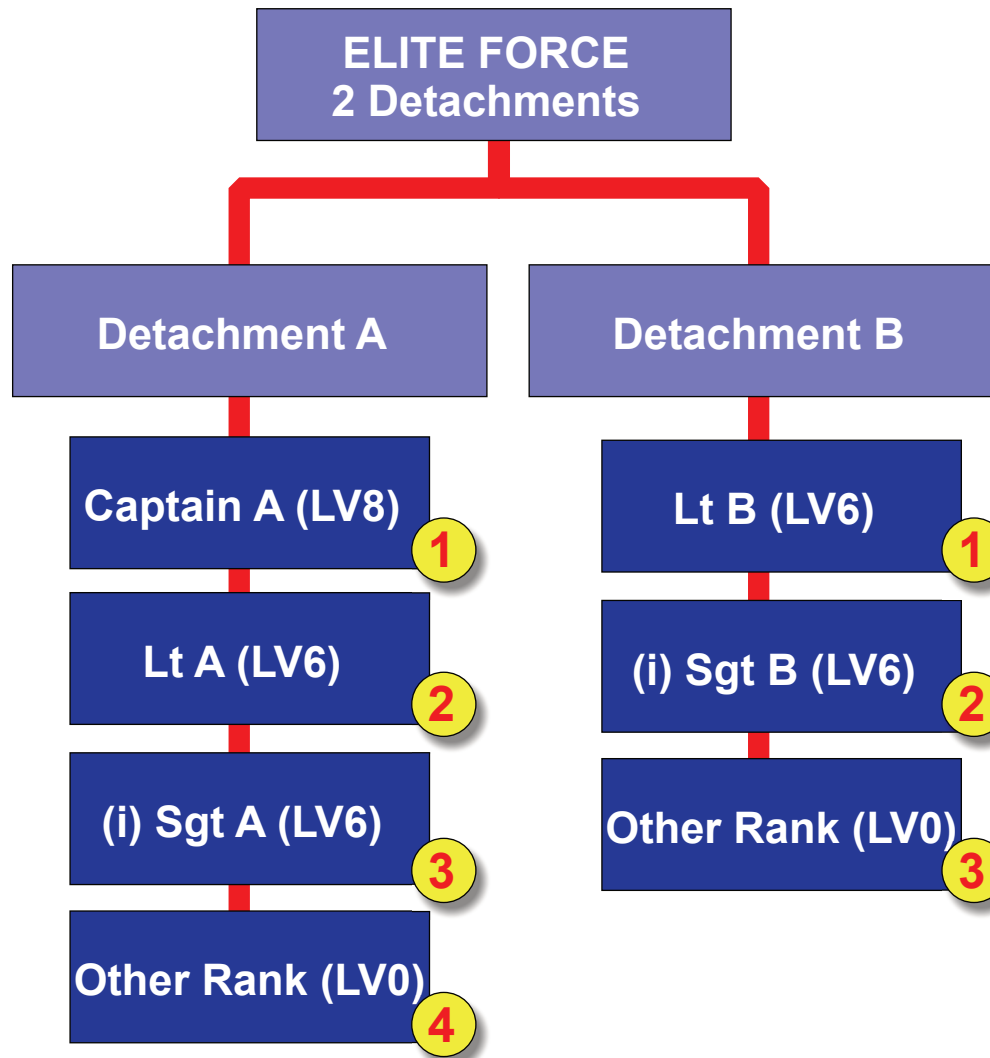 ELITE FORCE
2 Detachments
Detachment A
Captain A (LV8)
1
Lt A (LV6)
2
(i) Sgt A (LV6)
3
Other Rank (LV0)
4
Detachment B
Lt B (LV6)
1
(i) Sgt B (LV6)
2
Other Rank (LV0)
3